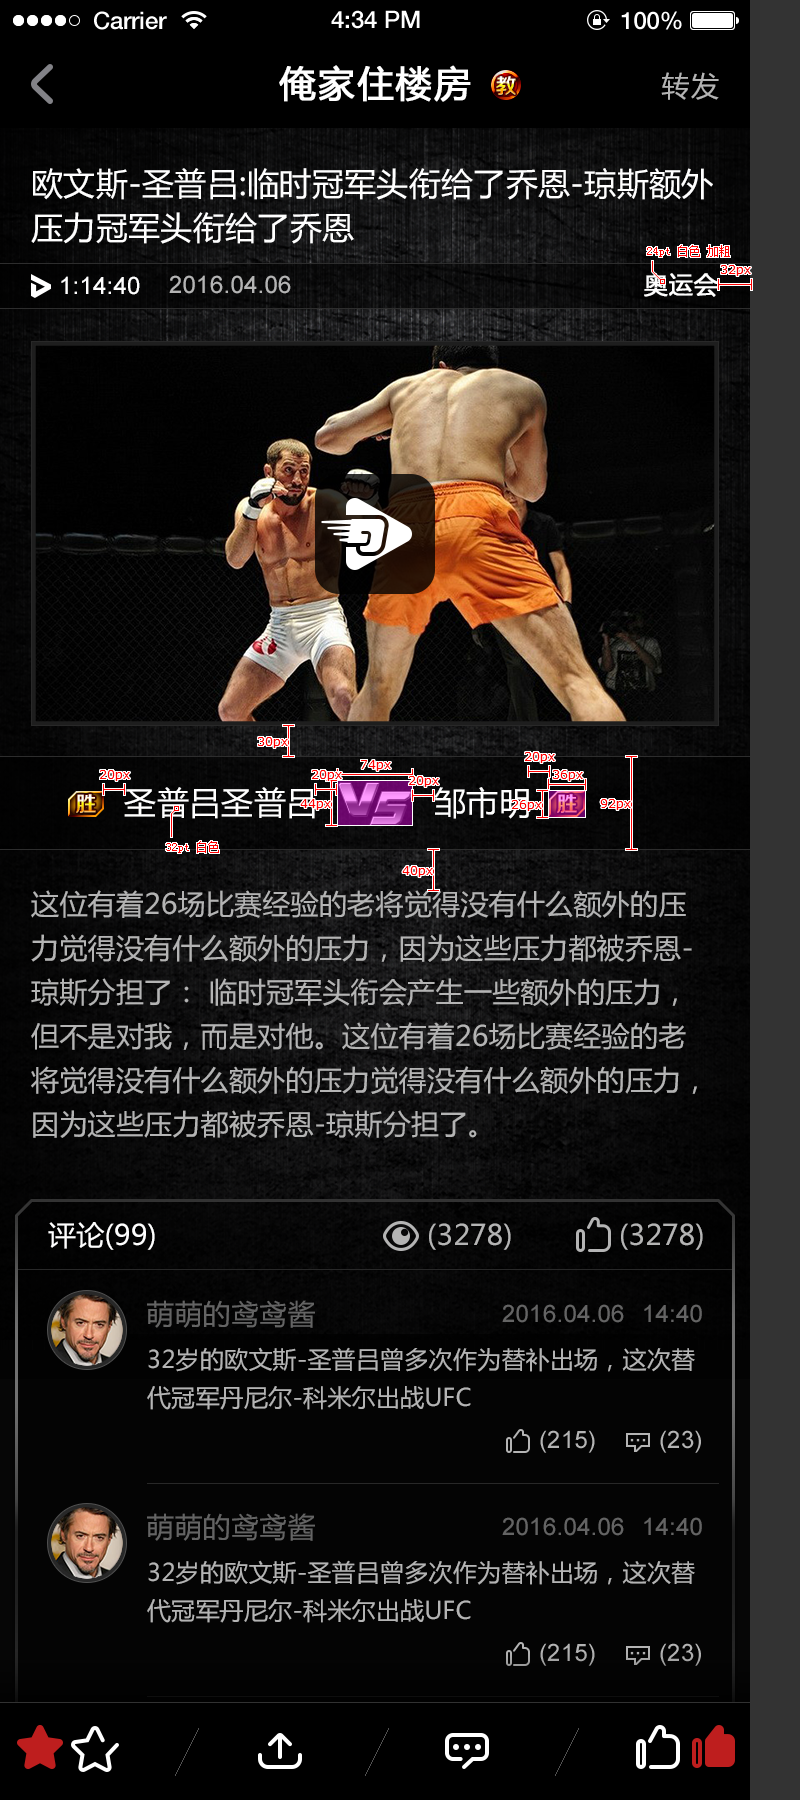 Carrier 4:34 PM 100%
俺家住楼房 教 转发
欧文斯-圣普吕:临时冠军头衔给了乔恩-琼斯额外
压力冠军头衔给了乔恩
24pt 白色 加粗
32px
1:14:40 2016.04.06 奥运会
30px
74px
20px
20px 20px 20px 36px
胜 圣普吕圣普吕 44px VS 邹市明 26px 胜 92px
32pt 白色
40px
这位有着26场比赛经验的老将觉得没有什么额外的压
力觉得没有什么额外的压力，因为这些压力都被乔恩-
琼斯分担了： 临时冠军头衔会产生一些额外的压力，
但不是对我，而是对他。这位有着26场比赛经验的老
将觉得没有什么额外的压力觉得没有什么额外的压力，
因为这些压力都被乔恩-琼斯分担了。
评论(99) (3278) (3278)
萌萌的鸢鸢酱 2016.04.06 14:40
32岁的欧文斯-圣普吕曾多次作为替补出场，这次替
代冠军丹尼尔-科米尔出战UFC
(215) (23)
萌萌的鸢鸢酱 2016.04.06 14:40
32岁的欧文斯-圣普吕曾多次作为替补出场，这次替
代冠军丹尼尔-科米尔出战UFC
(215) (23)